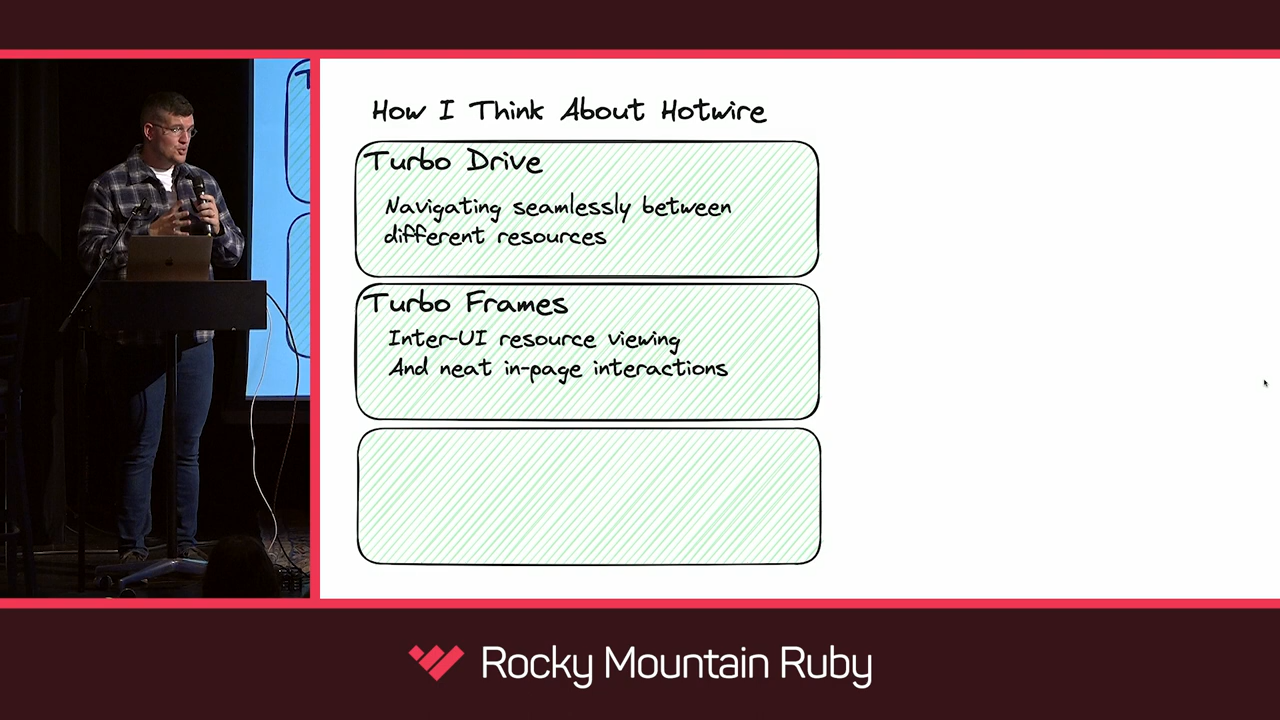 How I Think About Hotwire
Turbo Drive
Navigating seamlessly between
different resources
Turbo Frames
Inter-UI resource viewing
And neat in-page interactions
Rocky Mountain Ruby